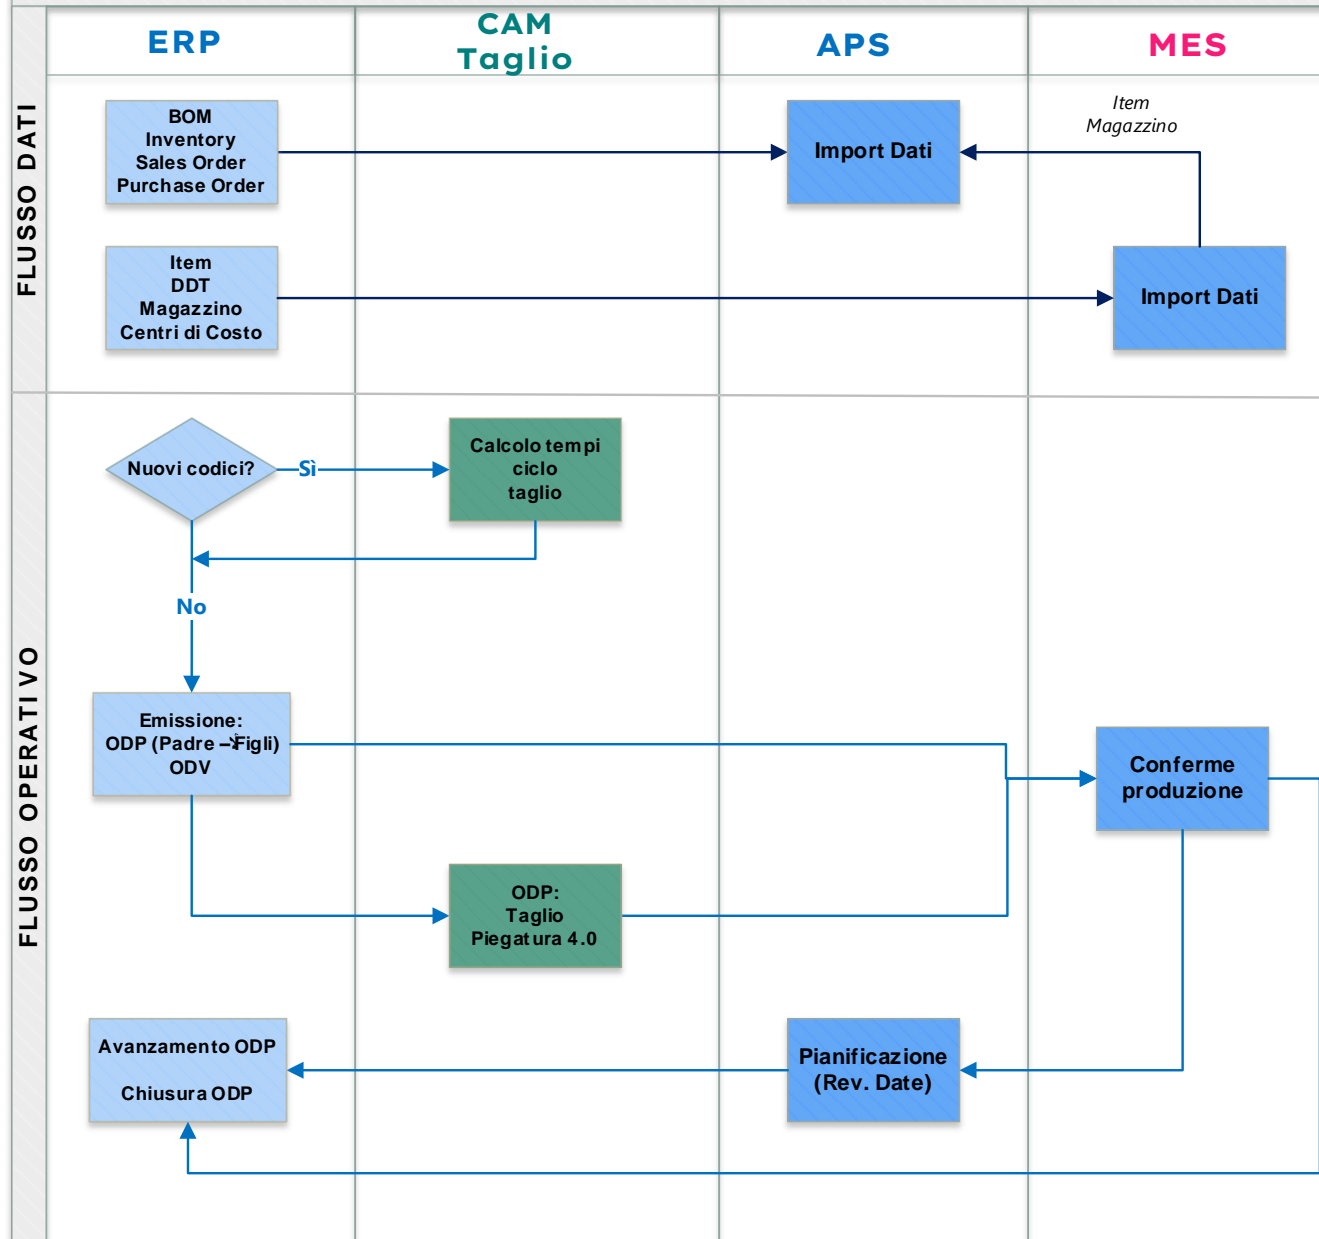 ERP
CAM
Taglio
APS
MES
FLUSSO DATI
BOM
Inventory
Sales Order
Purchase Order
Import Dati
Item
Magazzino
Item
DDT
Magazzino
Centri di Costo
Import Dati
FLUSSO OPERATIVO
Nuovi codici?
Sì
Calcolo tempi
ciclo
taglio
No
Emissione:
ODP (Padre –> Figli)
ODV
Conferme
produzione
ODP:
Taglio
Piegatura 4.0
Avanzamento ODP
Chiusura ODP
Pianificazione
(Rev. Date)